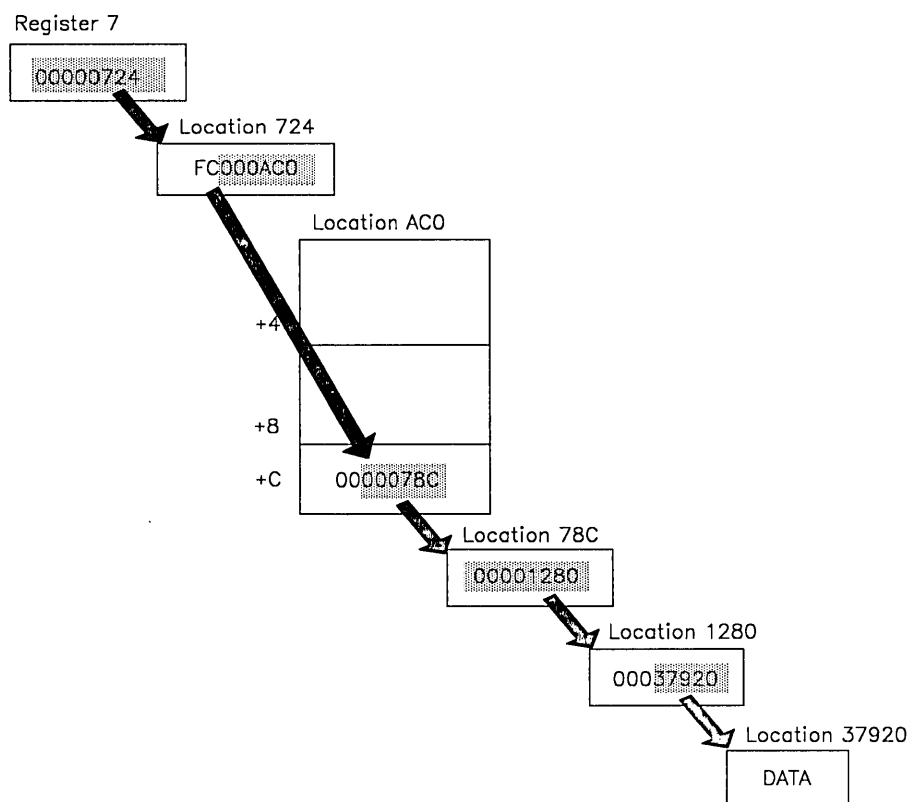 Register 7
00000724
Location 724
FC000AC0
Location AC0
+4
+8
+C
0000078C
Location 78C
00001280
Location 1280
00037920
Location 37920
DATA